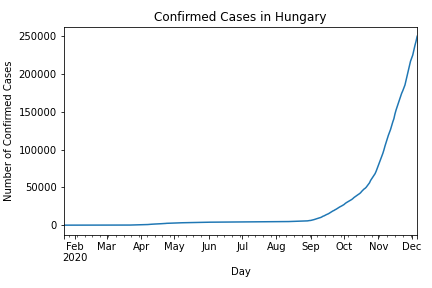 Confirmed Cases in Hungary
Number of Confirmed Cases
250000
200000
150000
100000
50000
0
Feb Mar Apr May Jun Jul Aug Sep Oct Nov Dec
2020
Day